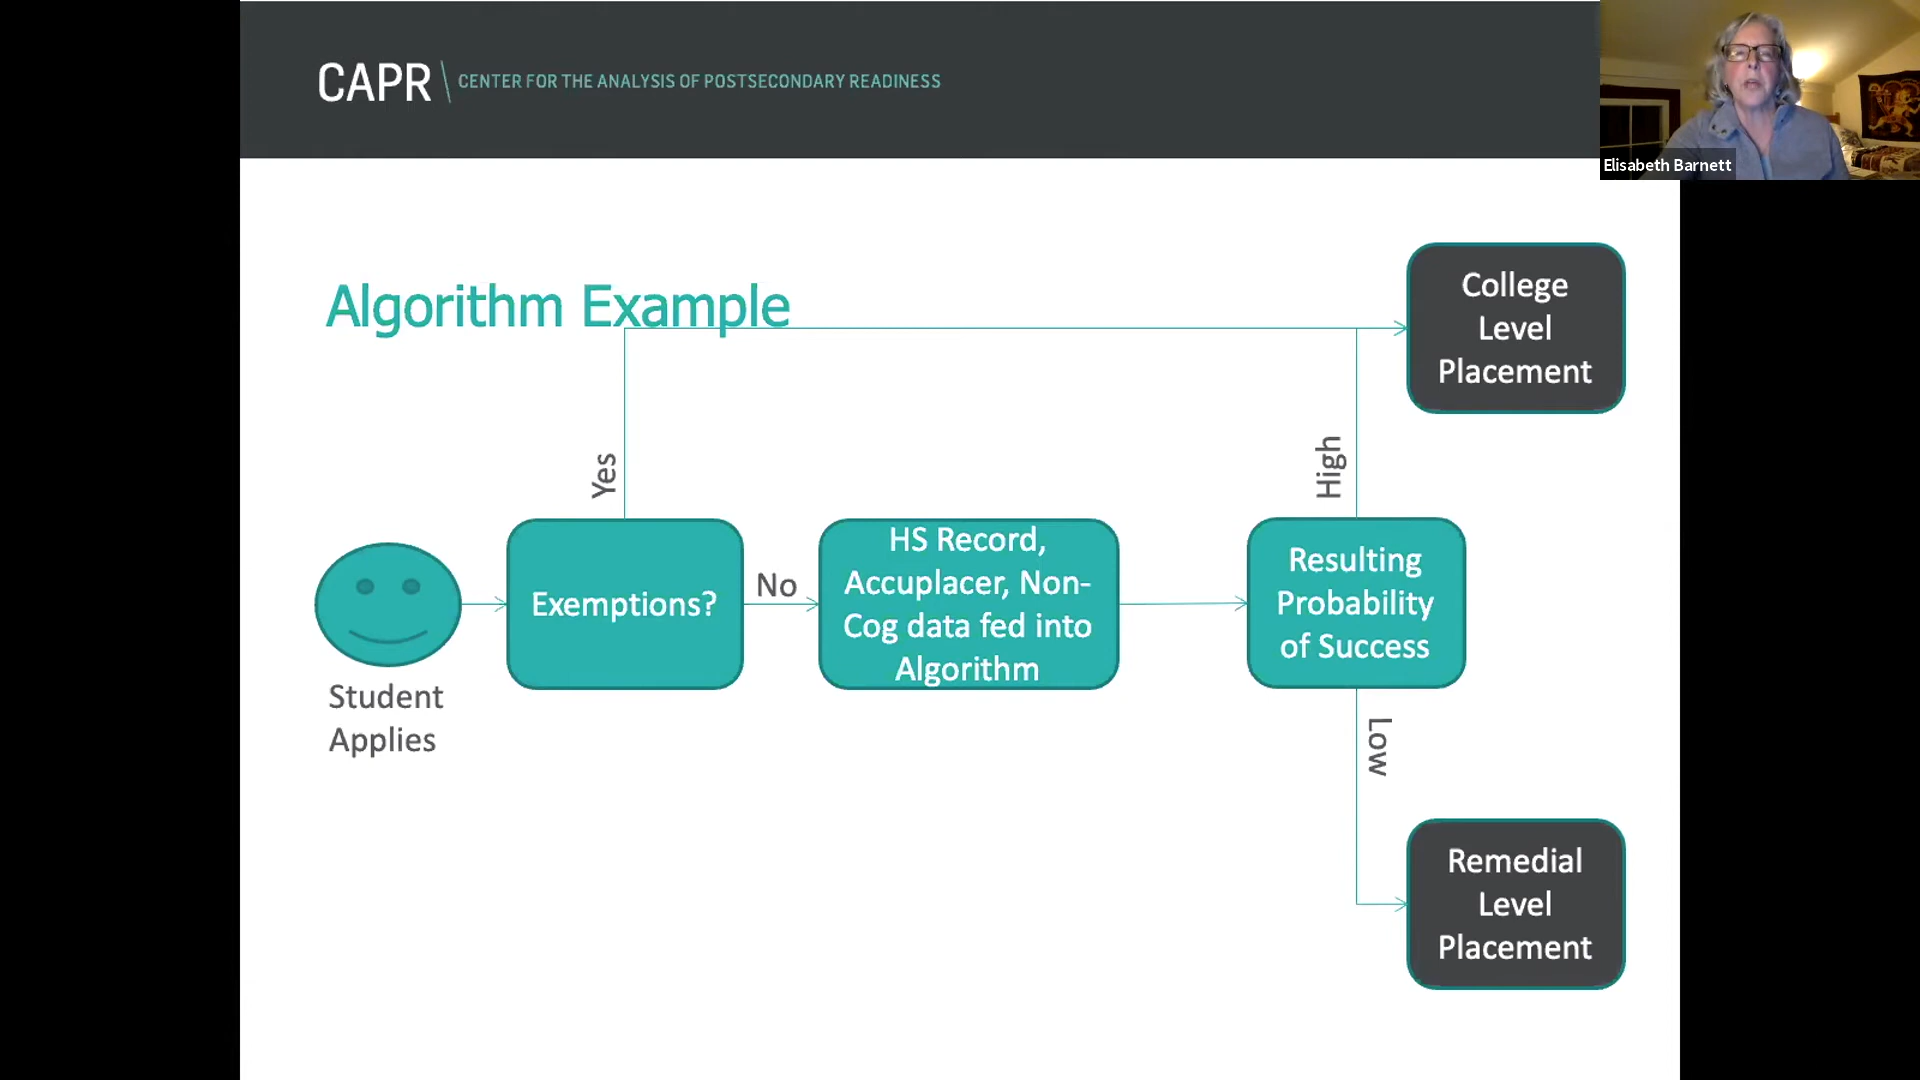 CAPR
CENTER FOR THE ANALYSIS OF POSTSECONDARY READINESS
Elisabeth Barnett
Algorithm Example
College
Level
Placement
Yes
High
Student
Applies
Exemptions?
No
HS Record,
Accuplacer, Non-
Cog data fed into
Algorithm
Resulting
Probability
of Success
Low
Remedial
Level
Placement